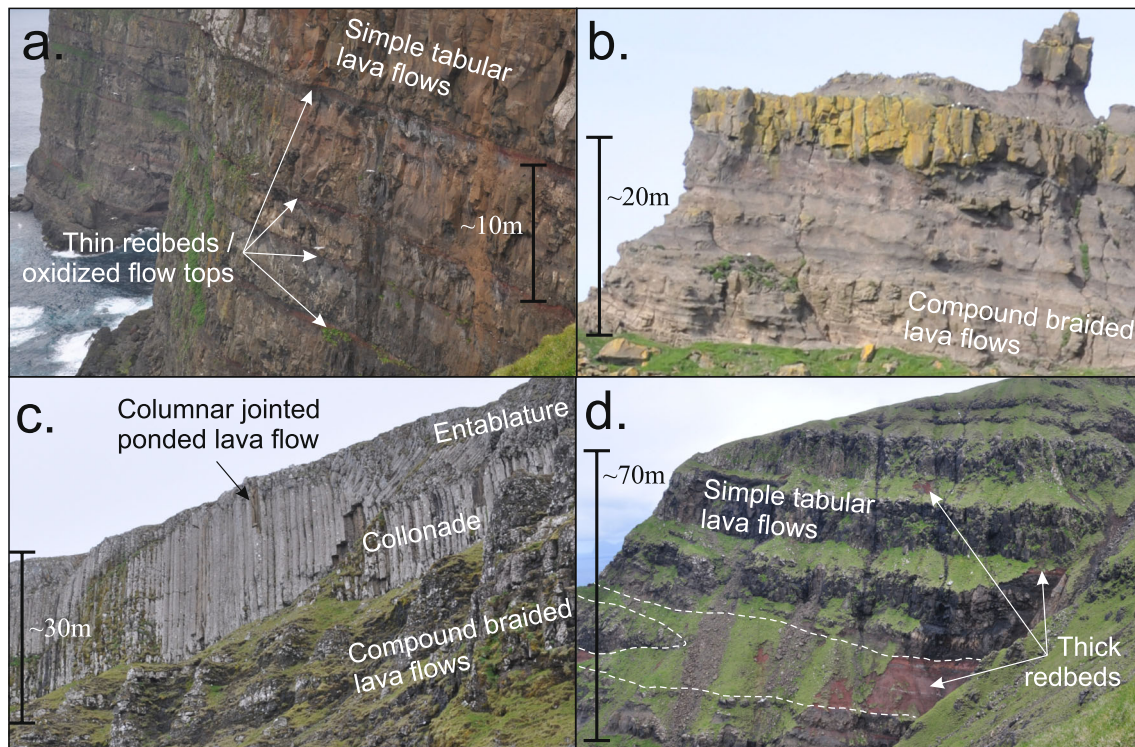 a.
Simple tabular
lava flows
Thin redbeds /
oxidized flow tops
~10m
b.
~20m
Compound braided
lava flows
c.
Columnar jointed
ponded lava flow
Entablature
Collonade
~30m
Compound braided
lava flows
d.
~70m
Simple tabular
lava flows
Thick
redbeds